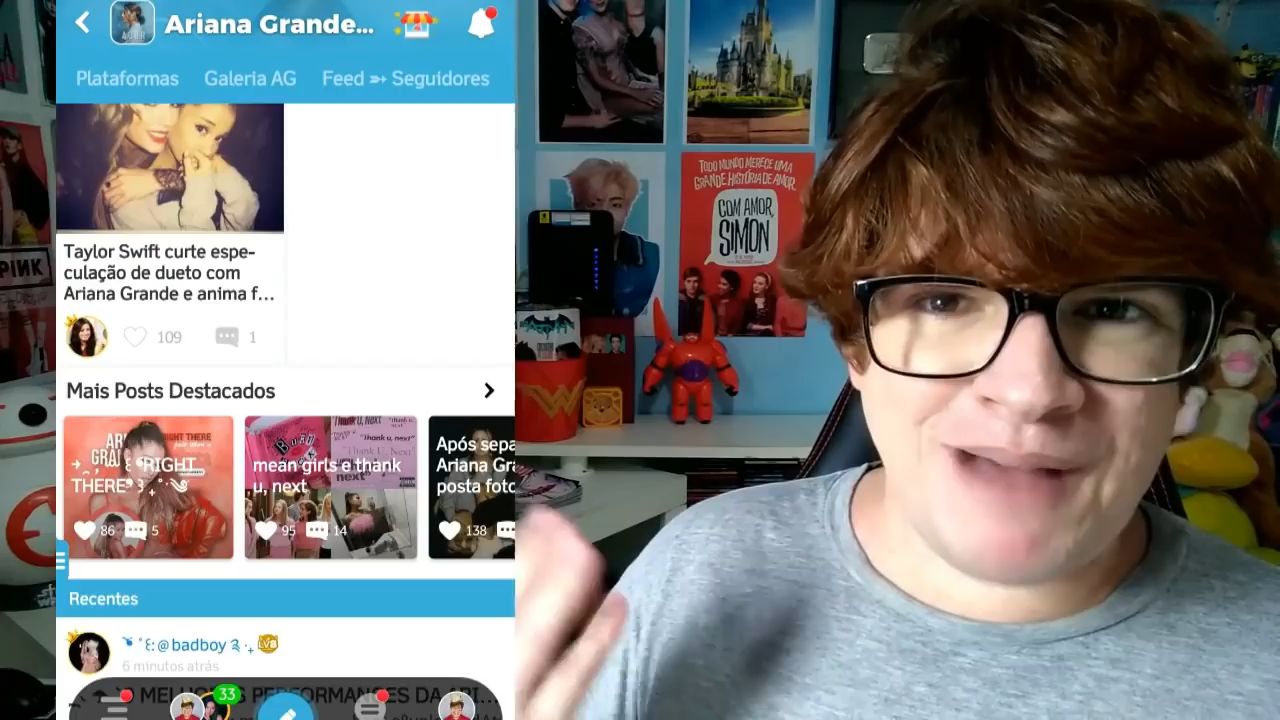 Ariana Grande...
Plataformas
Galeria AG
Feed ➳ Seguidores
Taylor Swift curte espe-
culação de dueto com
Ariana Grande e anima f...
109
1
Mais Posts Destacados
RIGHT THERE
RIGHT
THERE
86
5
mean girls e thank
u, next
95
14
Após sepa
Ariana Gra
posta foto
138
Recentes
@badboy
6 minutos atrás
33
TODO MUNDO MERECE UMA
GRANDE HISTÓRIA DE AMOR.
COM AMOR,
SIMON
PINK